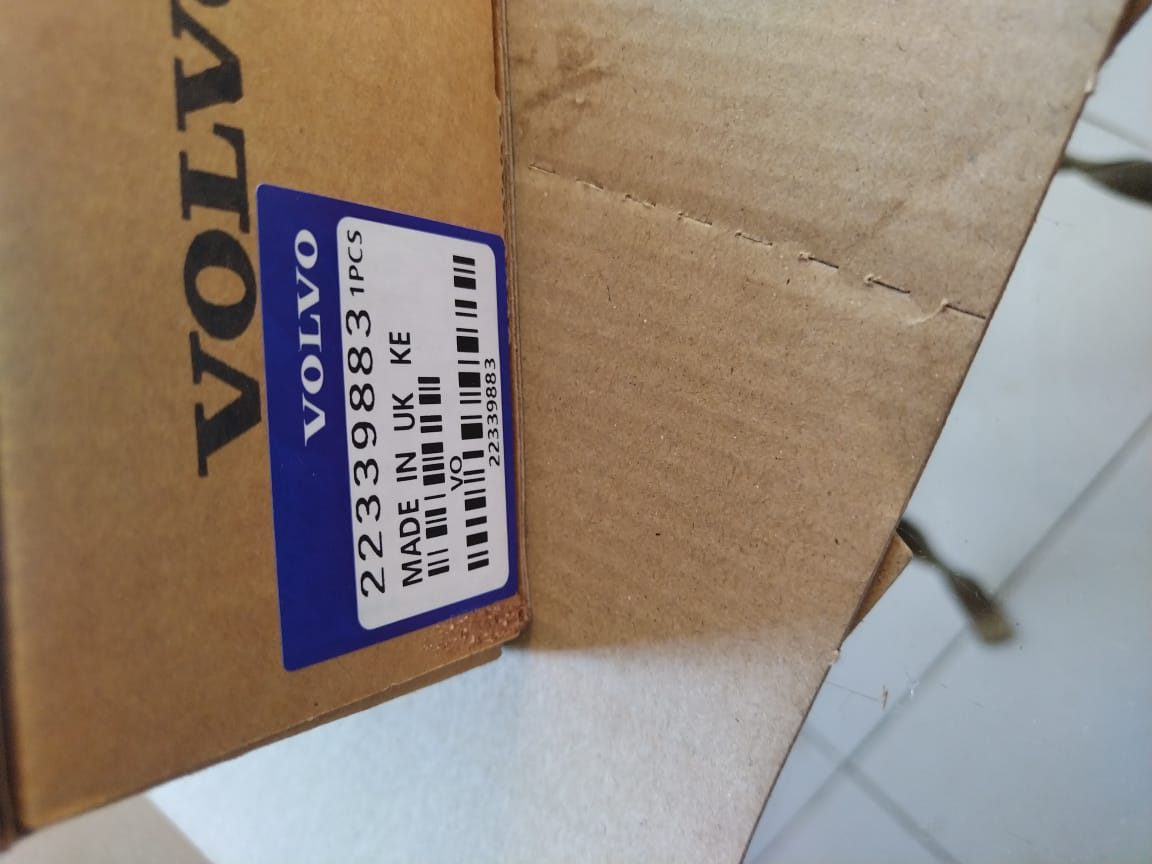 VOLVO
VOLVO
22339883 1PCS
MADE IN UK KE
VO
22339883